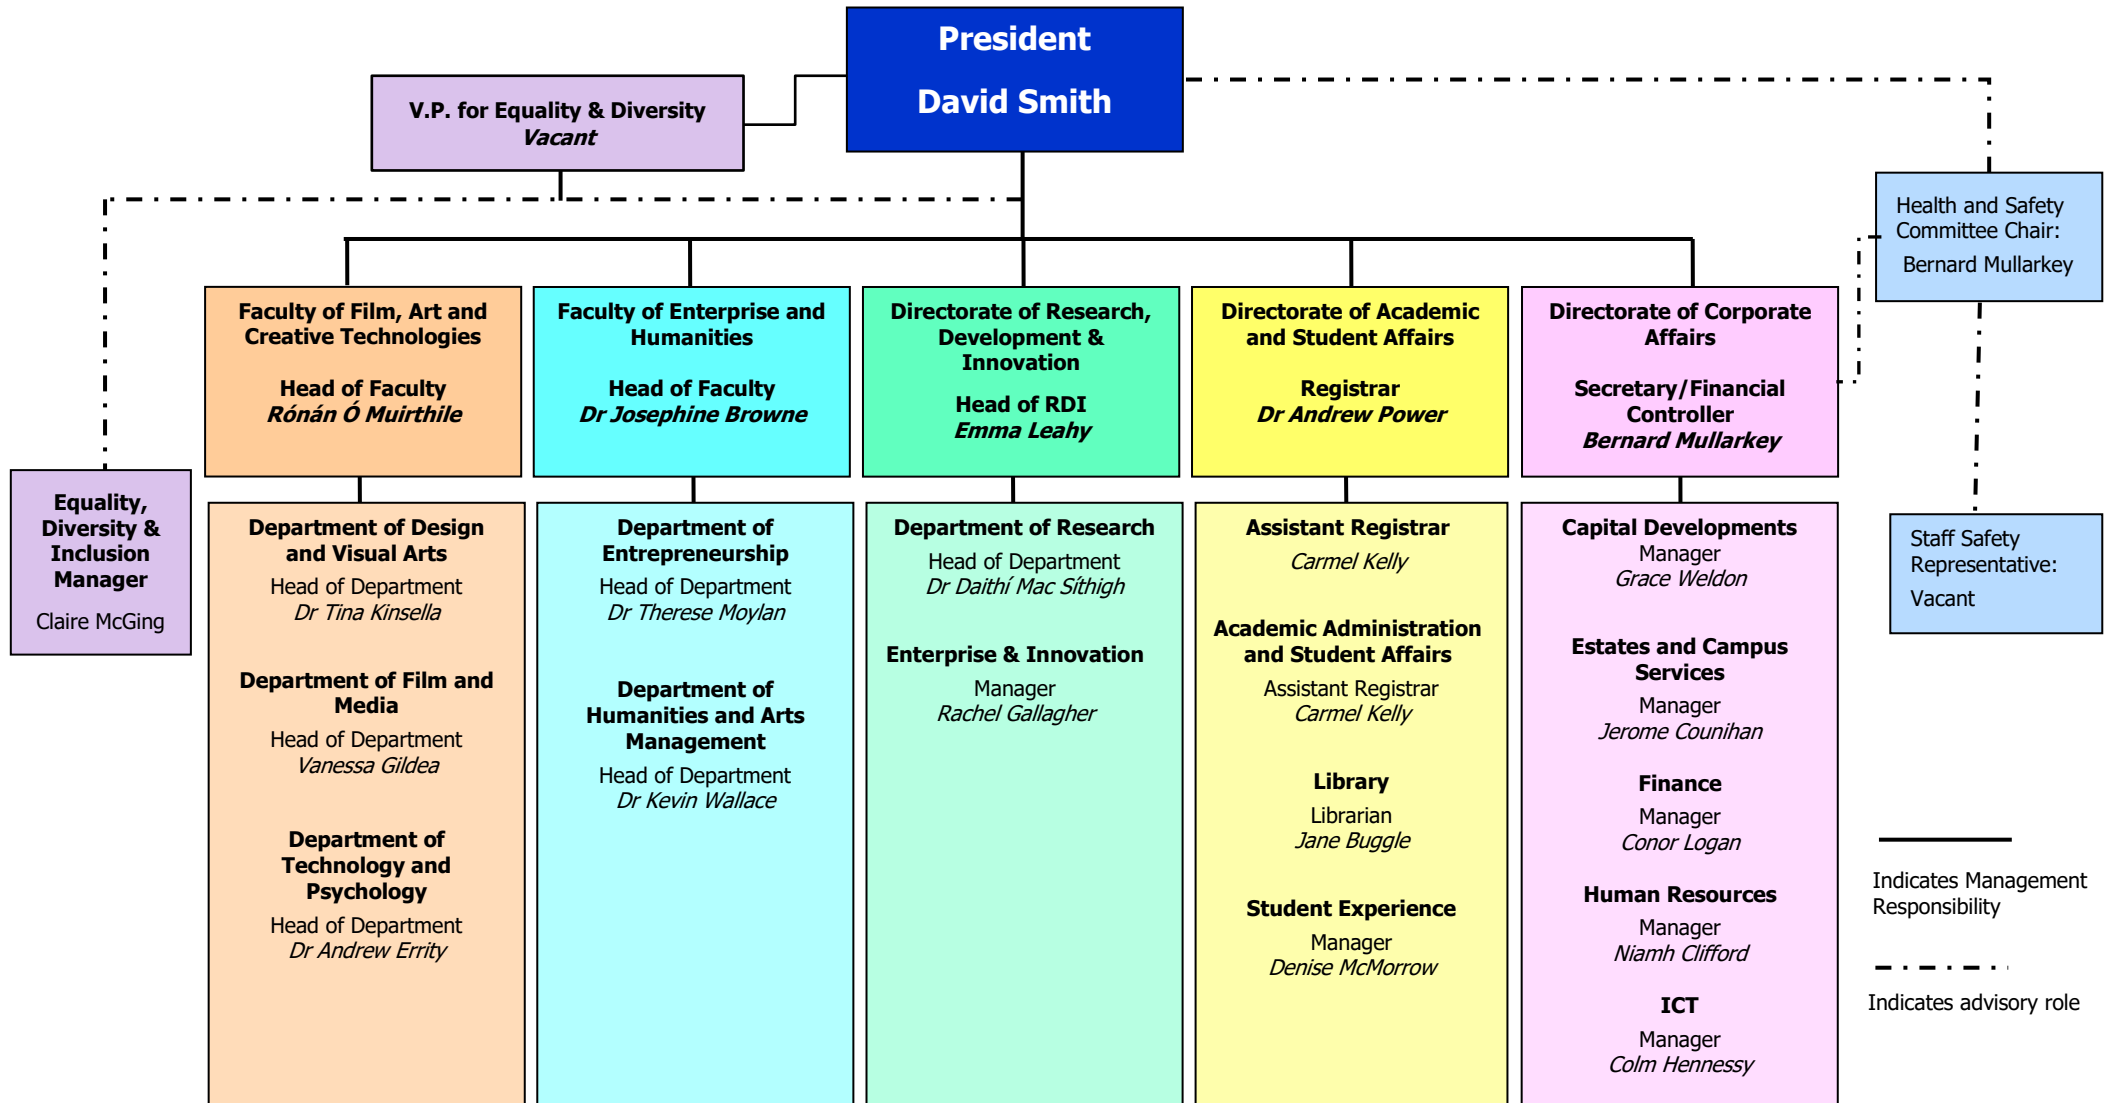 President
David Smith
V.P. for Equality & Diversity
Vacant
Health and Safety
Committee Chair:
Bernard Mullarkey
Staff Safety
Representative:
Vacant
Equality,
Diversity &
Inclusion
Manager
Claire McGing
Faculty of Film, Art and
Creative Technologies
Head of Faculty
Rónán Ó Muirthile
Department of Design
and Visual Arts
Head of Department
Dr Tina Kinsella
Department of Film and
Media
Head of Department
Vanessa Gildea
Department of
Technology and
Psychology
Head of Department
Dr Andrew Errity
Faculty of Enterprise and
Humanities
Head of Faculty
Dr Josephine Browne
Department of
Entrepreneurship
Head of Department
Dr Therese Moylan
Department of
Humanities and Arts
Management
Head of Department
Dr Kevin Wallace
Directorate of Research,
Development &
Innovation
Head of RDI
Emma Leahy
Department of Research
Head of Department
Dr Daithí Mac Síthigh
Enterprise & Innovation
Manager
Rachel Gallagher
Directorate of Academic
and Student Affairs
Registrar
Dr Andrew Power
Assistant Registrar
Carmel Kelly
Academic Administration
and Student Affairs
Assistant Registrar
Carmel Kelly
Library
Librarian
Jane Buggle
Student Experience
Manager
Denise McMorrow
Directorate of Corporate
Affairs
Secretary/Financial
Controller
Bernard Mullarkey
Capital Developments
Manager
Grace Weldon
Estates and Campus
Services
Manager
Jerome Counihan
Finance
Manager
Conor Logan
Human Resources
Manager
Niamh Clifford
ICT
Manager
Colm Hennessy
Indicates Management
Responsibility
Indicates advisory role